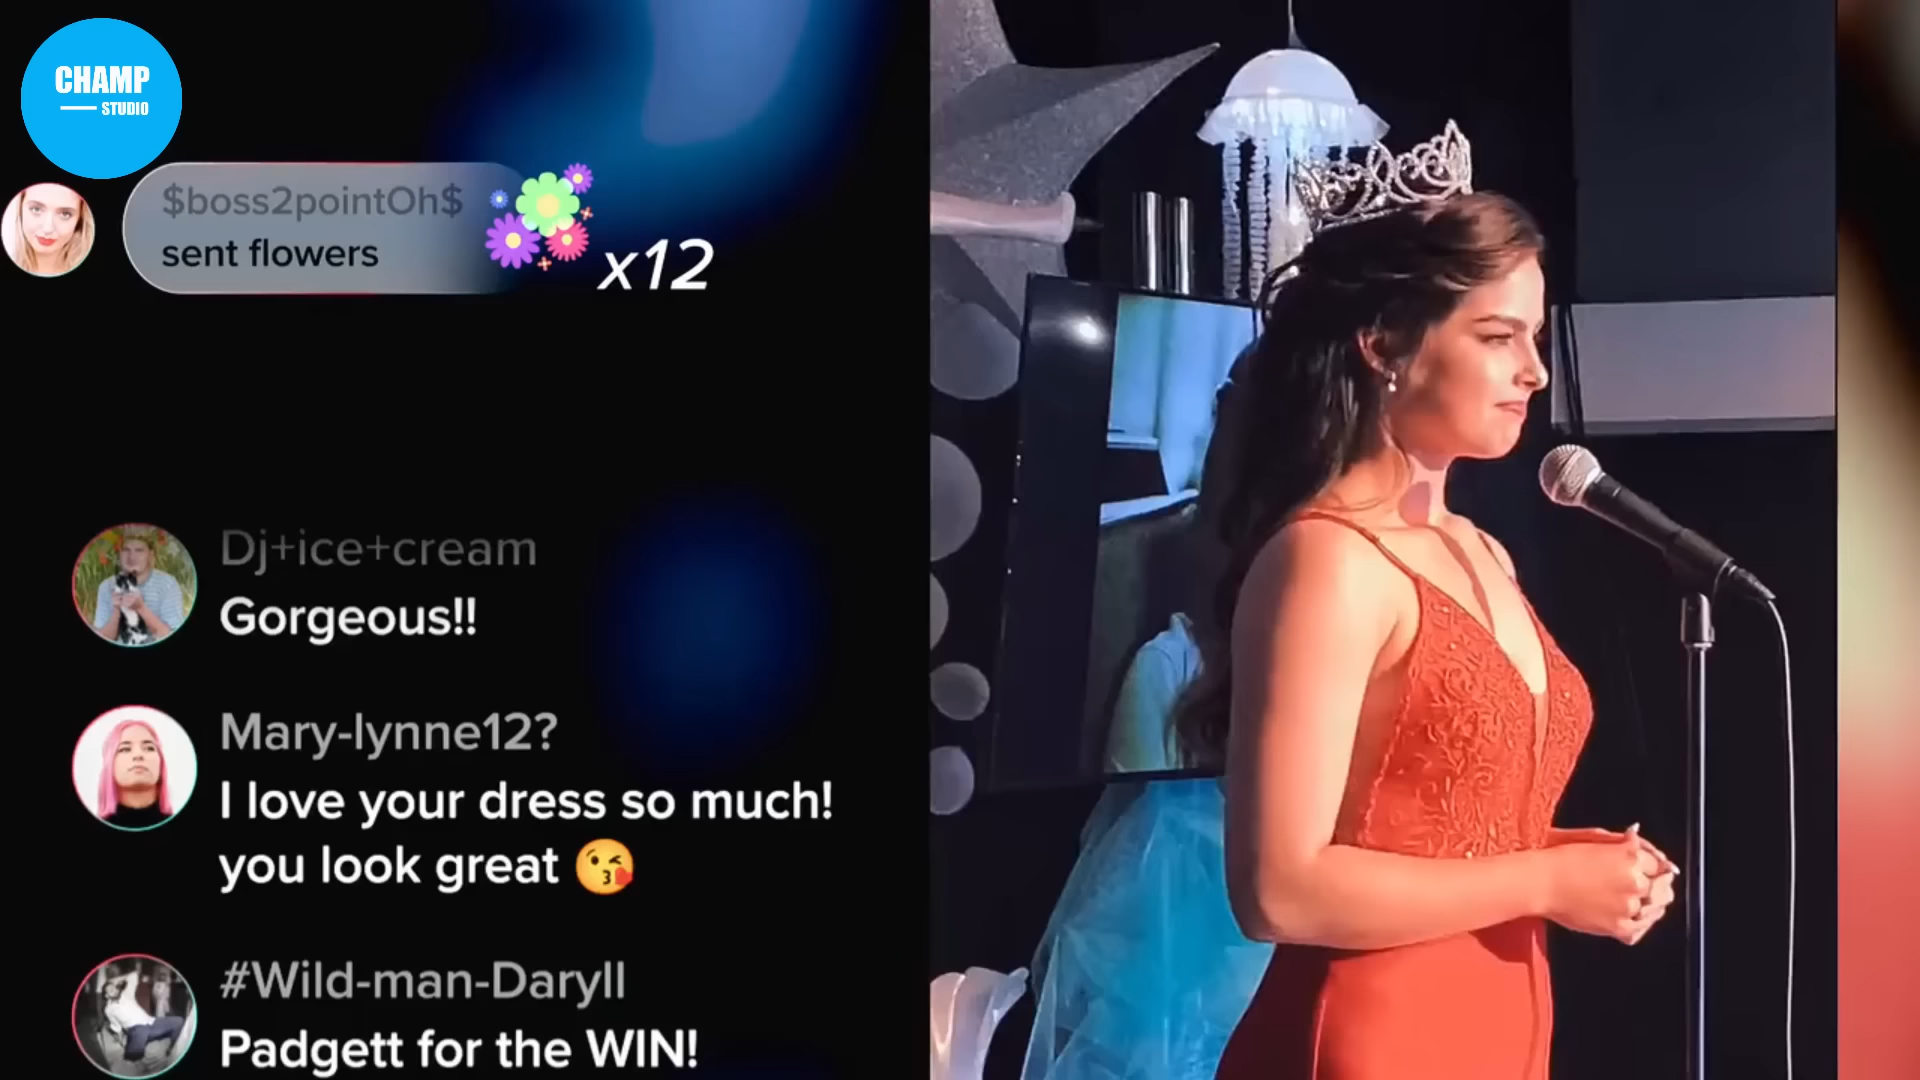 CHAMP
STUDIO
$boss2pointOh$
sent flowers
x12
Dj+ice+cream
Gorgeous!!
Mary-lynne12?
I love your dress so much!
you look great 😘
#Wild-man-Daryll
Padgett for the WIN!